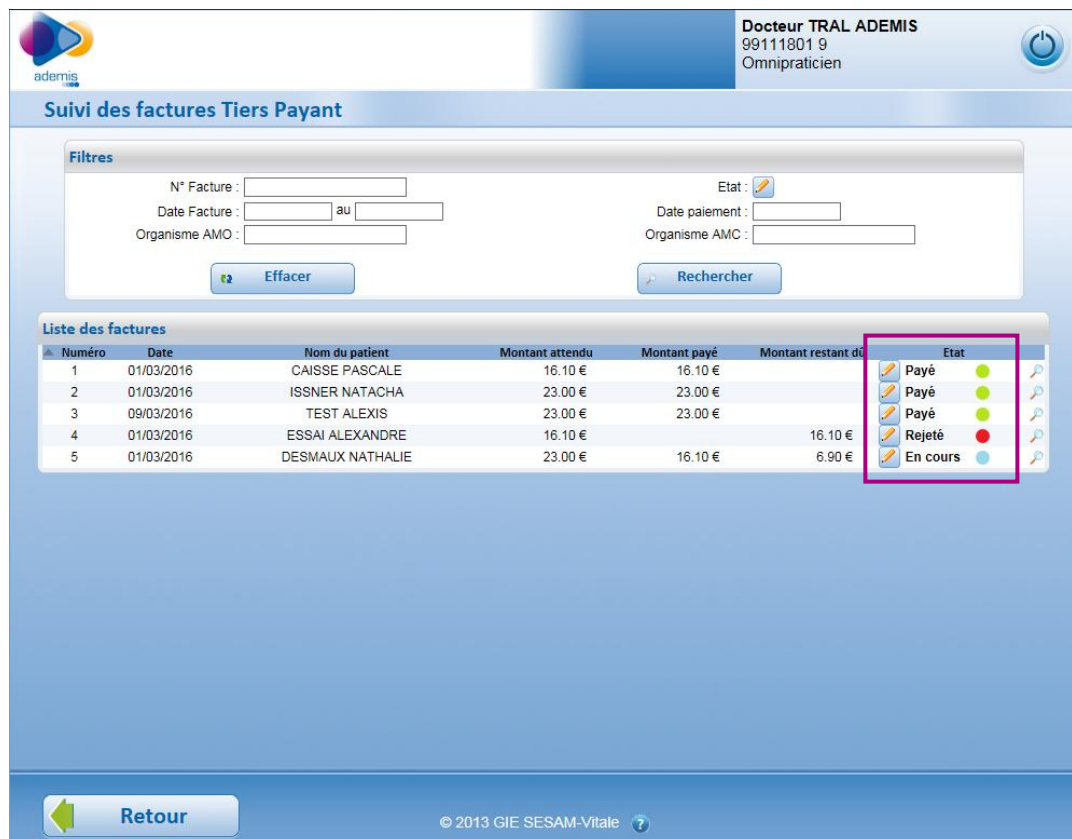 ademis
Docteur TRAL ADEMIS
99111801 9
Omnipraticien
Suivi des factures Tiers Payant
Filtres
N° Facture : Etat :
Date Facture : au Date paiement :
Organisme AMO : Organisme AMC :
Effacer Rechercher
Liste des factures
Numéro Date Nom du patient Montant attendu Montant payé Montant restant dû Etat
1 01/03/2016 CAISSE PASCALE 16.10 € 16.10 € Payé
2 01/03/2016 ISSNER NATACHA 23.00 € 23.00 € Payé
3 09/03/2016 TEST ALEXIS 23.00 € 23.00 € Payé
4 01/03/2016 ESSAI ALEXANDRE 16.10 € 16.10 € Rejeté
5 01/03/2016 DESMAUX NATHALIE 23.00 € 16.10 € 6.90 € En cours
Retour
© 2013 GIE SESAM-Vitale ?